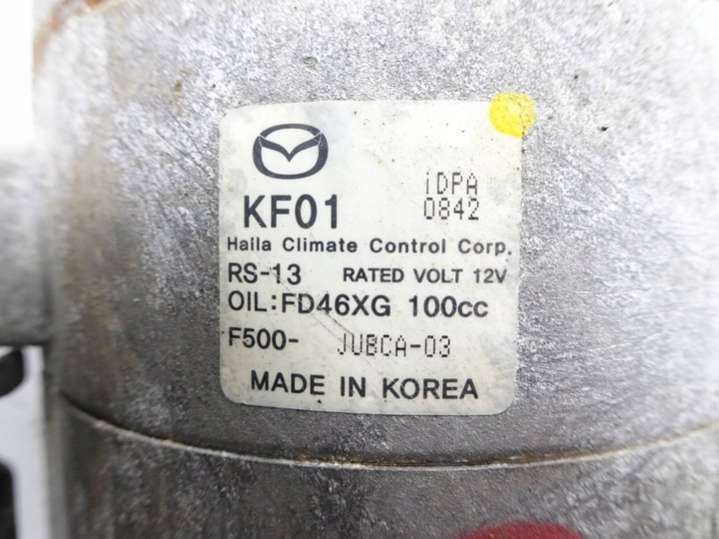 KF01
iDPA
0842
Halla Climate Control Corp.
RS-13 RATED VOLT 12V
OIL:FD46XG 100cc
F500- JUBCA-03
MADE IN KOREA